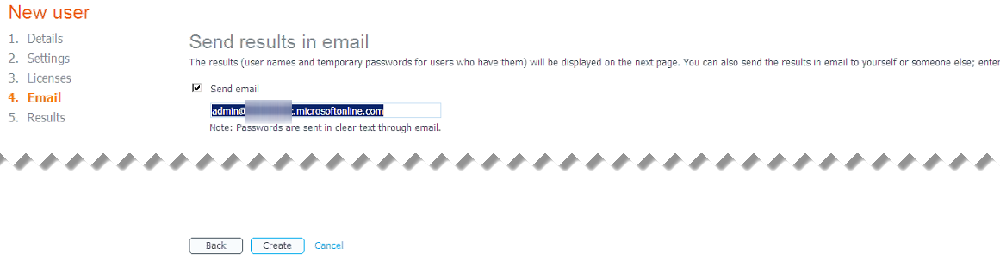 New user
1. Details
2. Settings
3. Licenses
4. Email
5. Results
Send results in email
The results (user names and temporary passwords for users who have them) will be displayed on the next page. You can also send the results in email to yourself or someone else; enter
Send email
admin@ .microsoftonline.com
Note: Passwords are sent in clear text through email.
Back
Create
Cancel